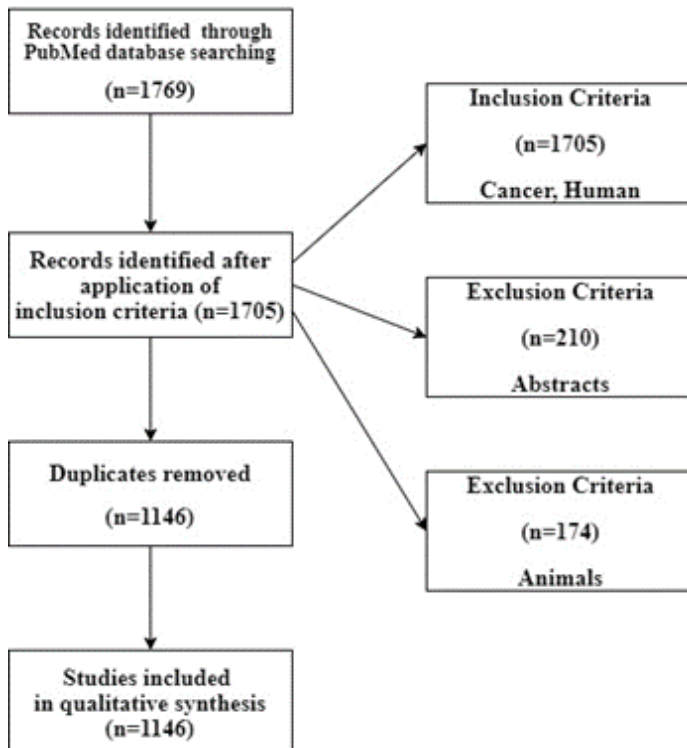 Records identified through
PubMed database searching
(n=1769)
Inclusion Criteria
(n=1705)
Cancer, Human
Records identified after
application of
inclusion criteria (n=1705)
Exclusion Criteria
(n=210)
Abstracts
Duplicates removed
(n=1146)
Exclusion Criteria
(n=174)
Animals
Studies included
in qualitative synthesis
(n=1146)